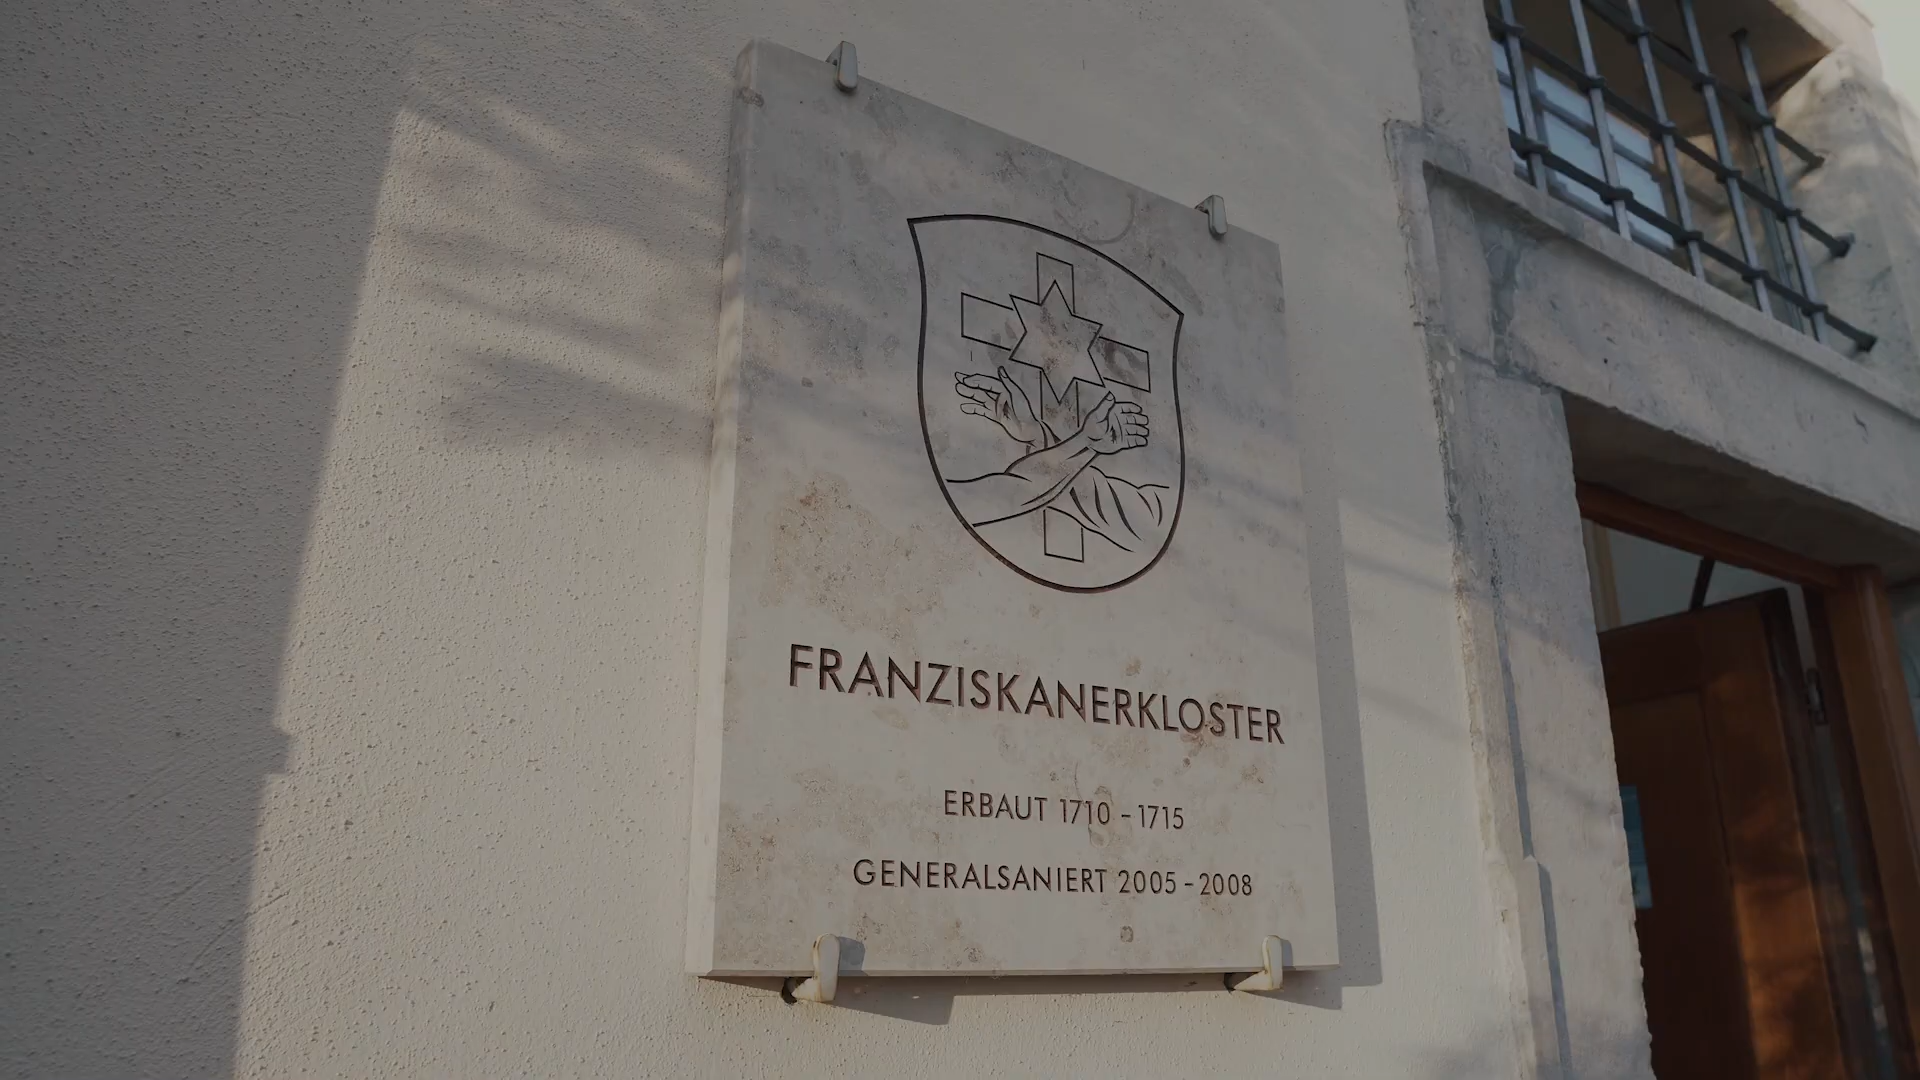 FRANZISKANERKLOSTER
ERBAUT 1710 - 1715
GENERALSANIERT 2005 - 2008